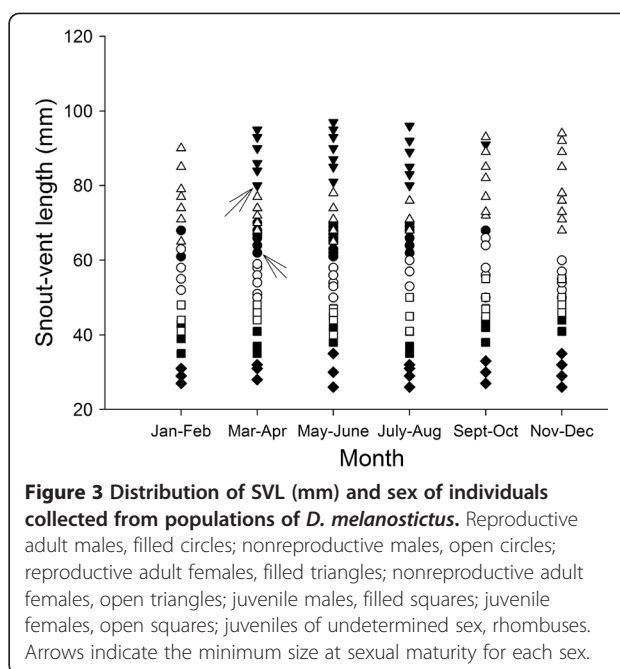 120
100
80
60
40
20
Snout-vent length (mm)
Jan-Feb Mar-Apr May-June July-Aug Sept-Oct Nov-Dec
Month
Figure 3 Distribution of SVL (mm) and sex of individuals
collected from populations of D. melanostictus. Reproductive
adult males, filled circles; nonreproductive males, open circles;
reproductive adult females, filled triangles; nonreproductive adult
females, open triangles; juvenile males, filled squares; juvenile
females, open squares; juveniles of undetermined sex, rhombuses.
Arrows indicate the minimum size at sexual maturity for each sex.